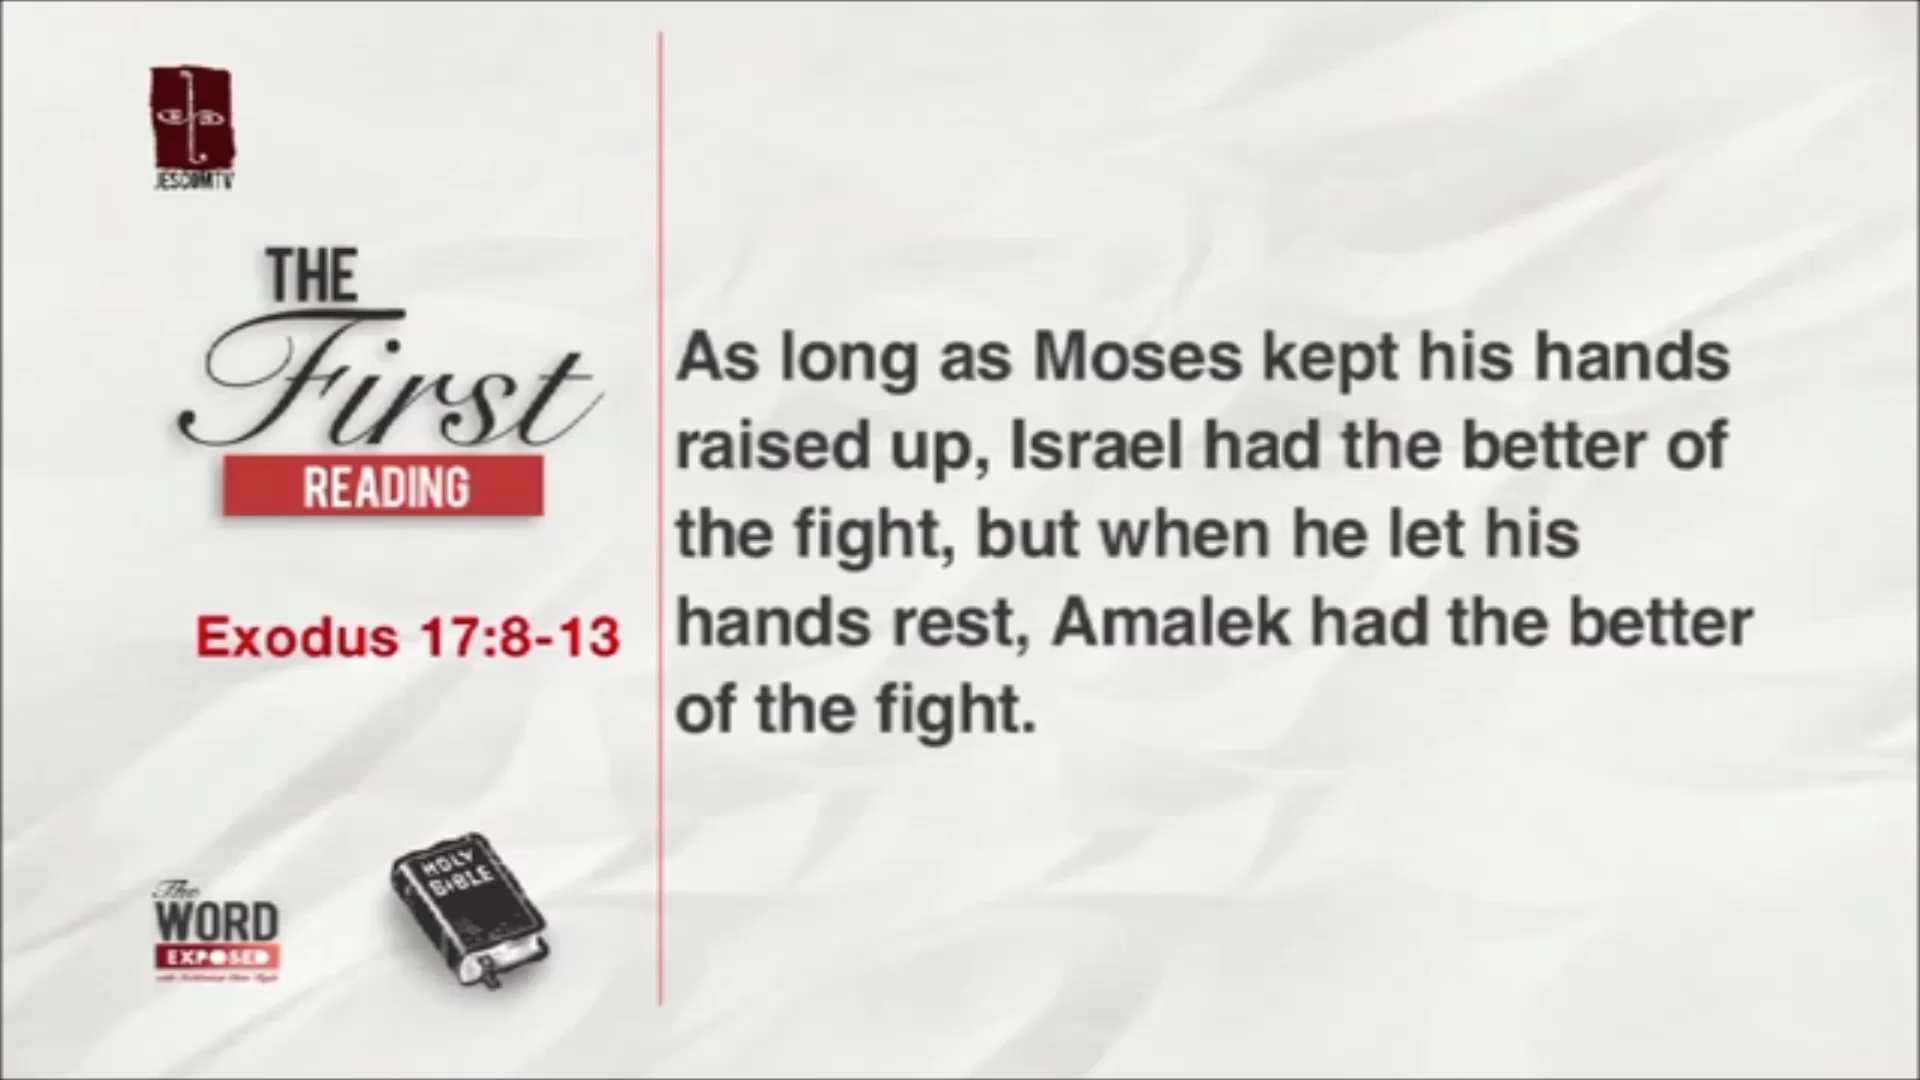 JESCOMTV
THE
First
READING
Exodus 17:8-13
As long as Moses kept his hands
raised up, Israel had the better of
the fight, but when he let his
hands rest, Amalek had the better
of the fight.
HOLY
BIBLE
The
WORD
EXPOSED